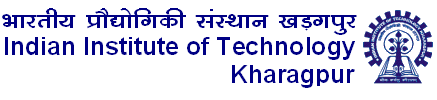 भारतीय प्रौद्योगिकी संस्थान खड़गपुर
Indian Institute of Technology
Kharagpur